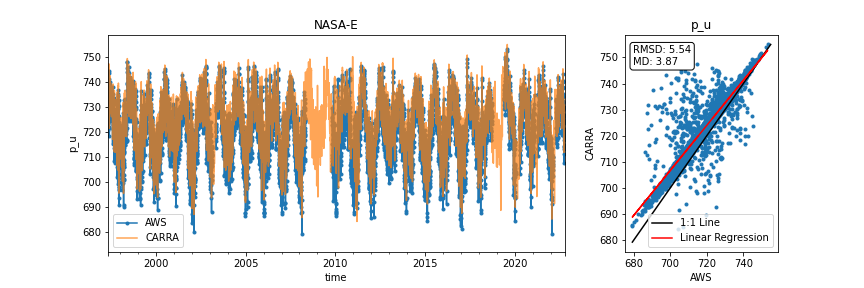 NASA-E
p_u
750
740
730
720
710
700
690
680
p_u
AWS
CARRA
2000
2005
2010
2015
2020
time
p_u
RMSD: 5.54
MD: 3.87
750
740
730
720
710
700
690
680
CARRA
1:1 Line
Linear Regression
680
700
720
740
AWS